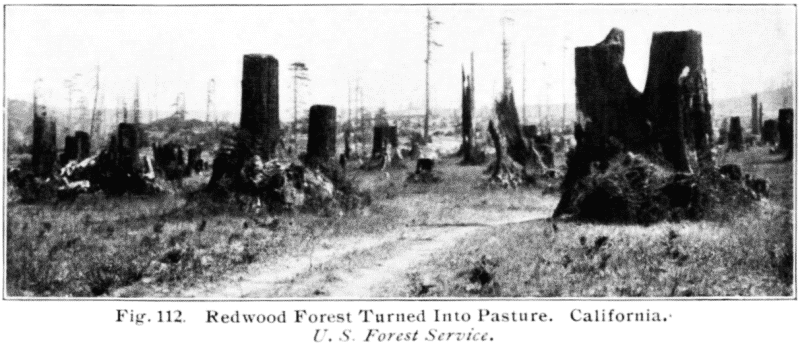 Fig. 112. Redwood Forest Turned Into Pasture. California.
U. S. Forest Service.